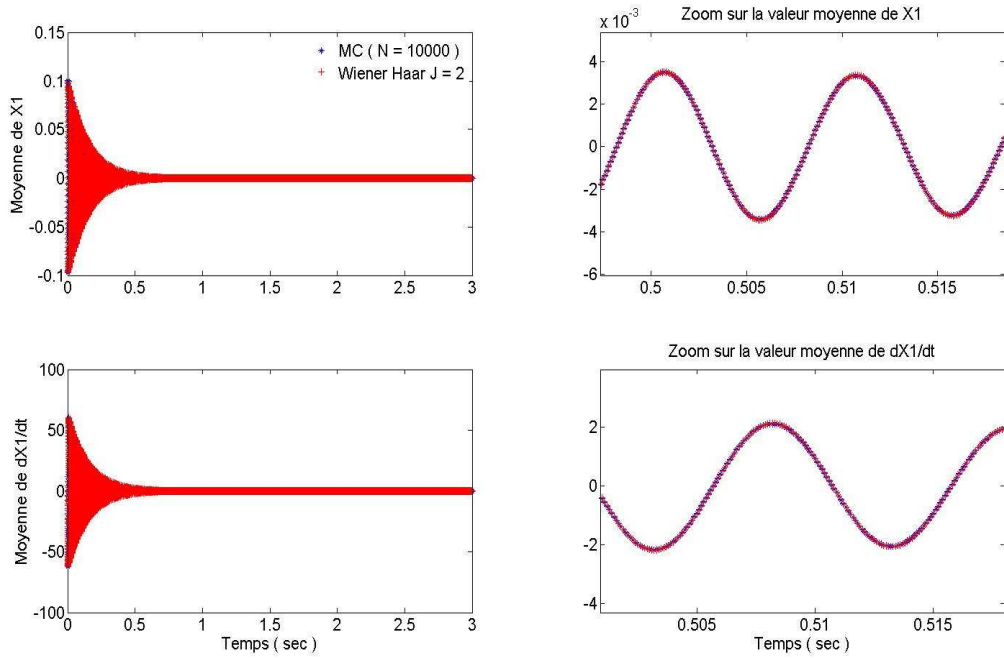 Zoom sur la valeur moyenne de X1
x 10⁻³
0.15
0.1
0.05
0
-0.05
-0.1
Moyenne de X1
MC ( N = 10000 )
Wiener Haar J = 2
0 0.5 1 1.5 2 2.5 3
4
2
0
-2
-4
-6
0.5 0.505 0.51 0.515
100
50
0
-50
-100
Moyenne de dX1/dt
0 0.5 1 1.5 2 2.5 3
Temps ( sec )
Zoom sur la valeur moyenne de dX1/dt
2
0
-2
-4
0.505 0.51 0.515
Temps ( sec )